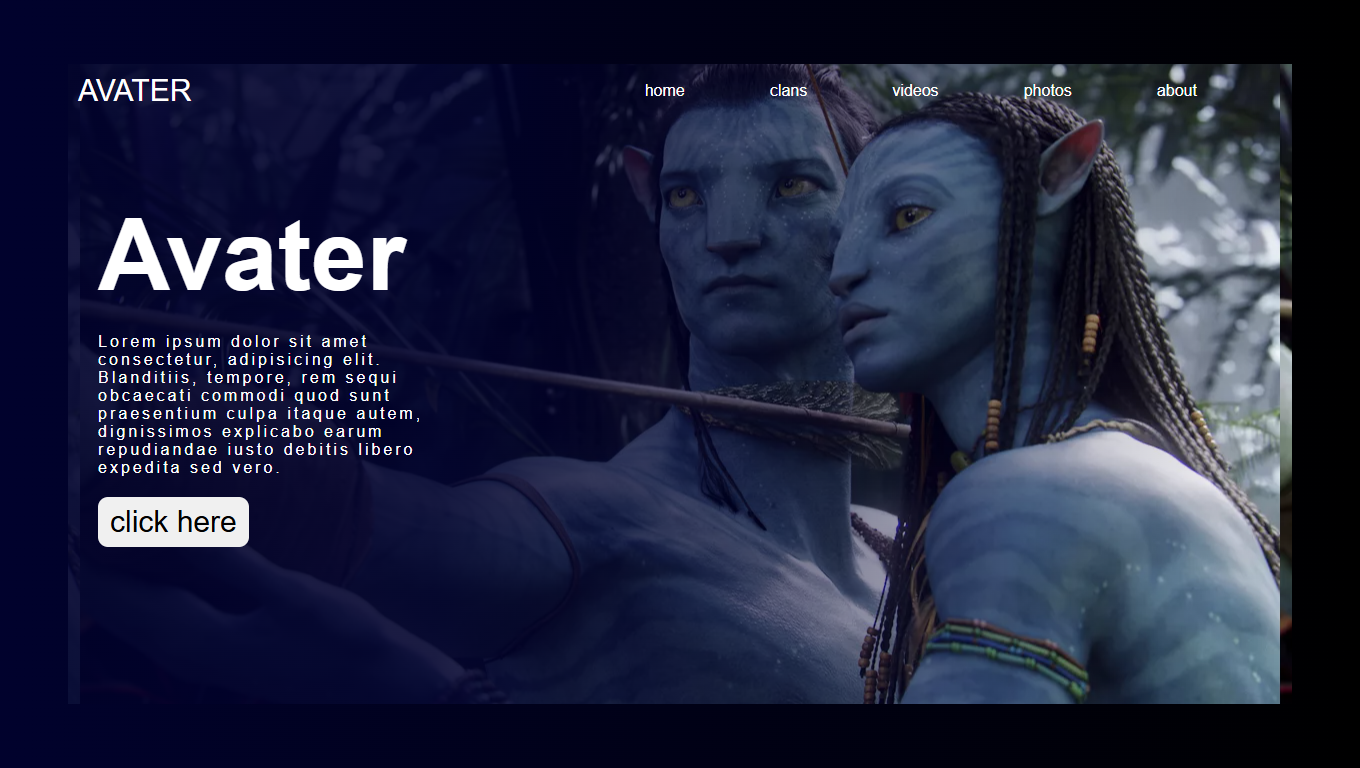 AVATER
home clans videos photos about
Avater
Lorem ipsum dolor sit amet
consectetur, adipisicing elit.
Blanditiis, tempore, rem sequi
obcaecati commodi quod sunt
praesentium culpa itaque autem,
dignissimos explicabo earum
repudiandae iusto debitis libero
expedita sed vero.
click here